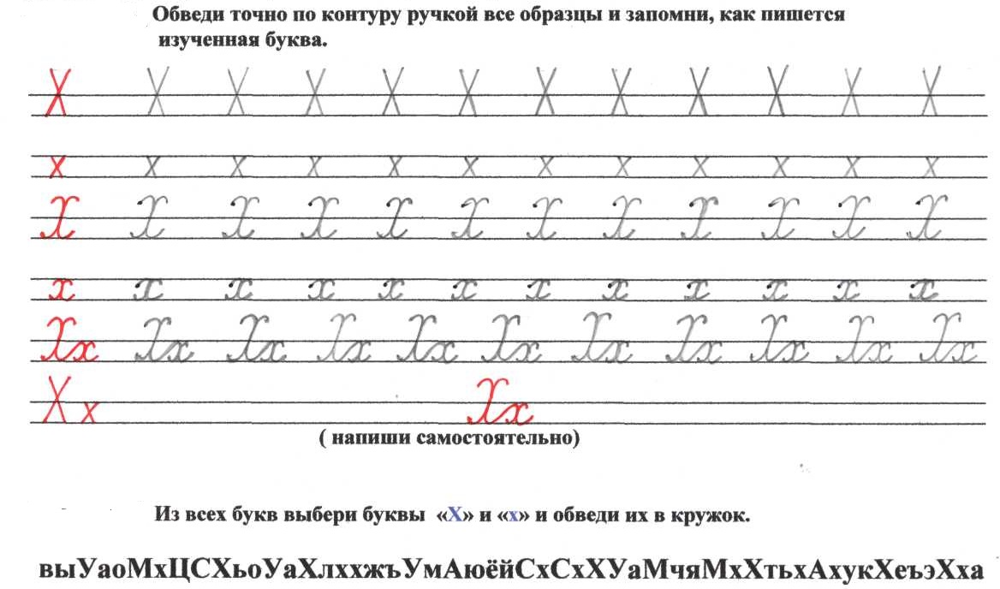 Обведи точно по контуру ручкой все образцы и запомни, как пишется
изученная буква.
Х Х Х Х Х Х Х Х Х Х Х Х
х х х х х х х х х х х х
Х Х Х Х Х Х Х Х Х Х Х Х
х х х х х х х х х х х х
Хх Хх Хх Хх Хх Хх Хх Хх Хх Хх Хх
Х х Хх
( напиши самостоятельно)
Из всех букв выбери буквы «Х» и «х» и обведи их в кружок.
выУаоМхЦСХьоУаХлххжъУмАюёйСхСхХУаМчяМхХтьхАхукХеъэХха